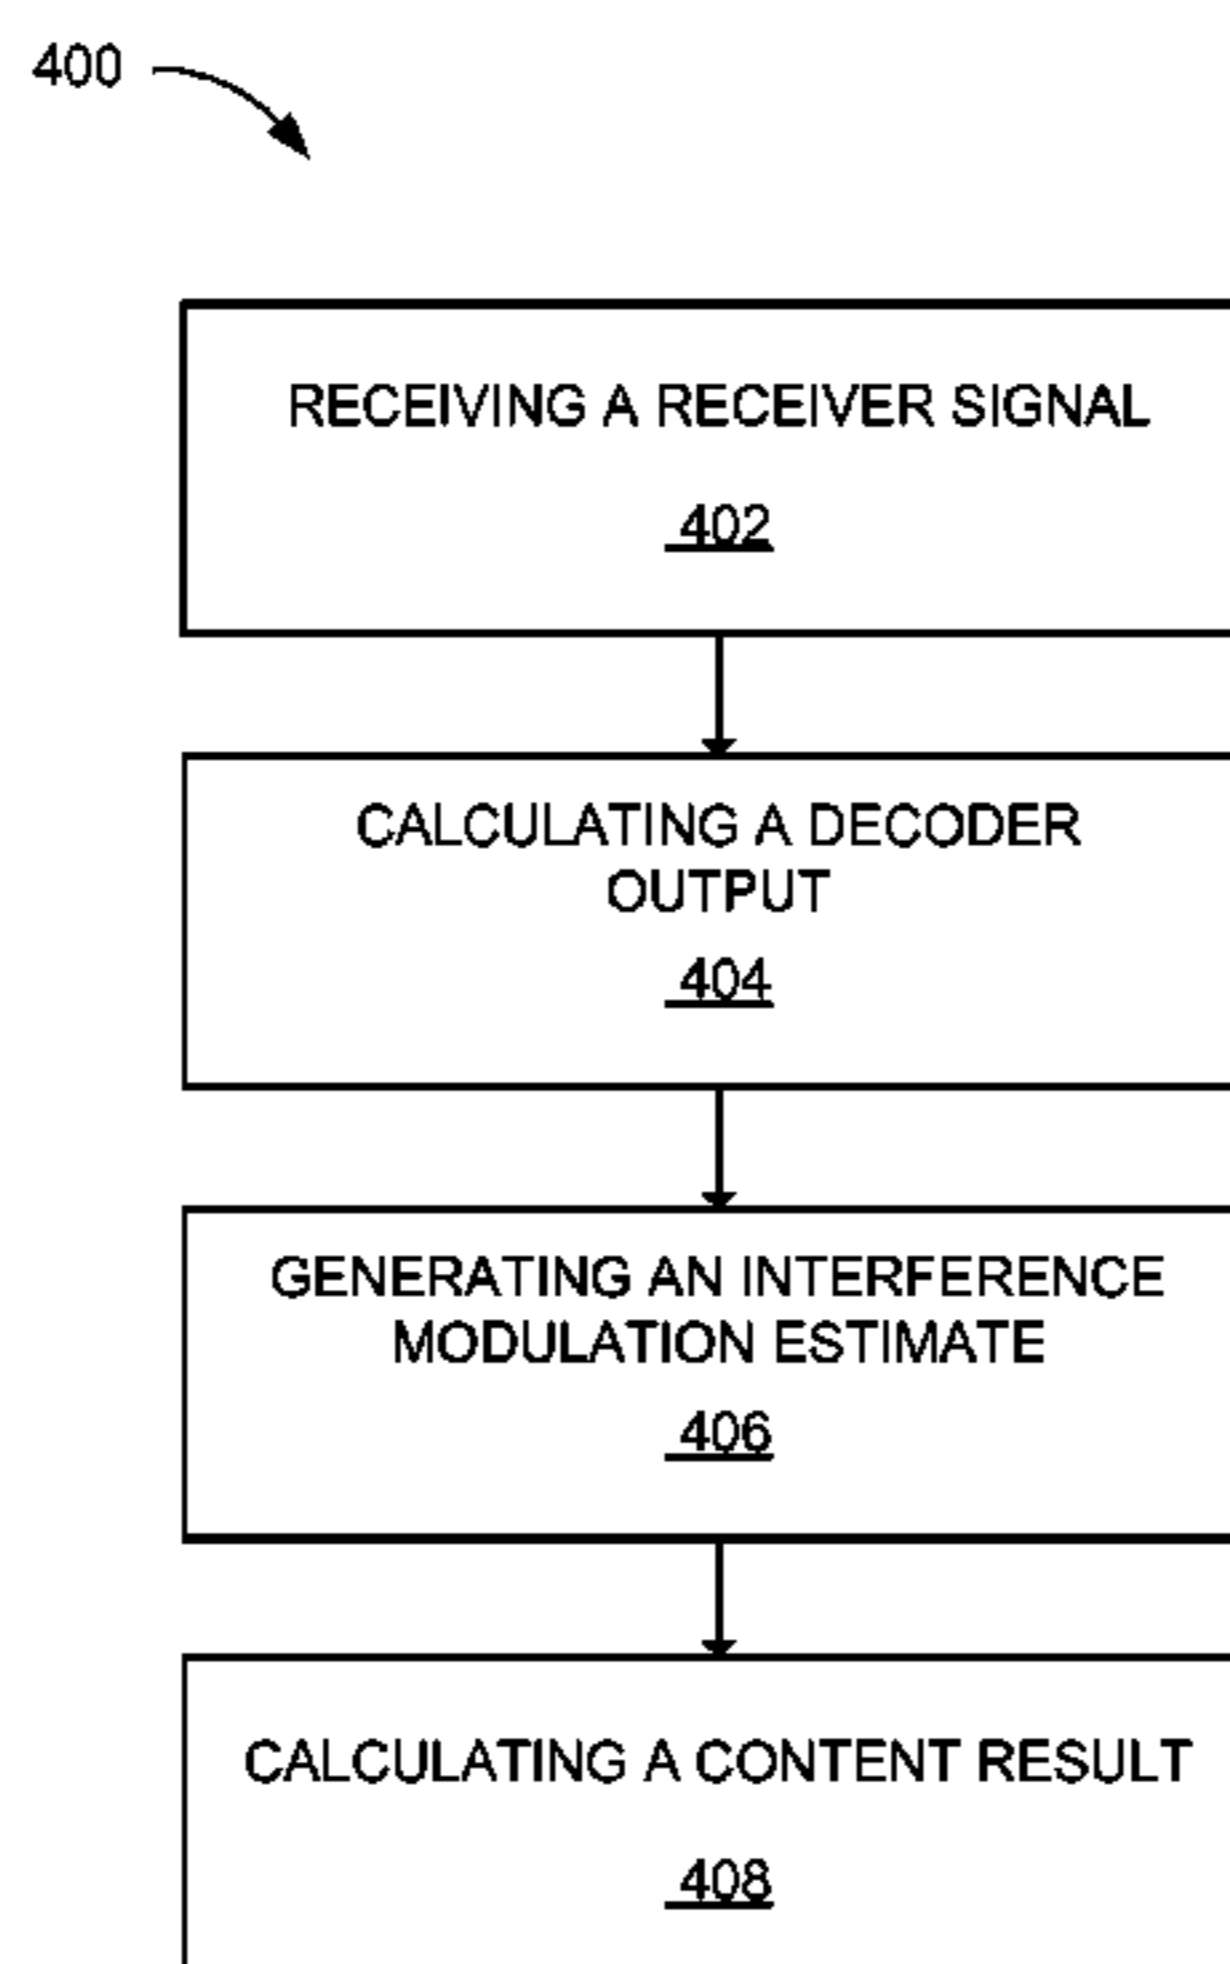 400
RECEIVING A RECEIVER SIGNAL
402
CALCULATING A DECODER
OUTPUT
404
GENERATING AN INTERFERENCE
MODULATION ESTIMATE
406
CALCULATING A CONTENT RESULT
408